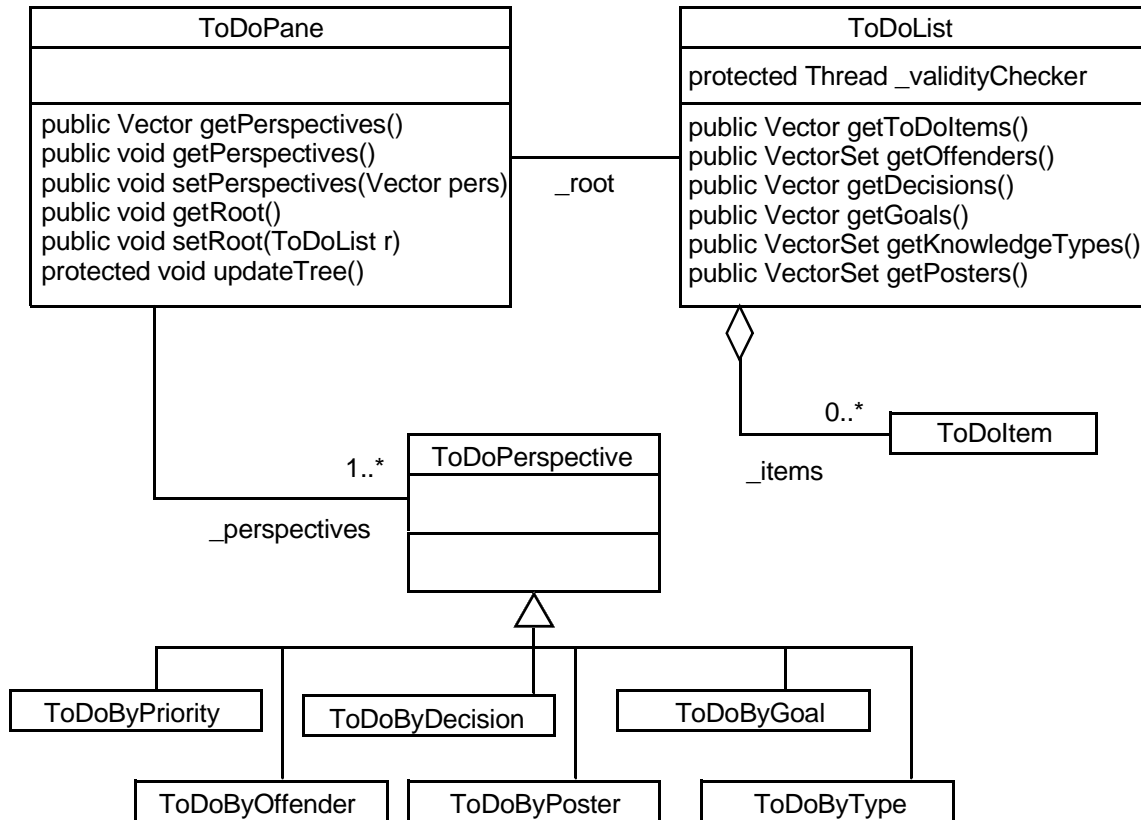 ToDoPane
public Vector getPerspectives()
public void getPerspectives()
public void setPerspectives(Vector pers)
public void getRoot()
public void setRoot(ToDoList r)
protected void updateTree()
_root
ToDoList
protected Thread _validityChecker
public Vector getToDoItems()
public VectorSet getOffenders()
public Vector getDecisions()
public Vector getGoals()
public VectorSet getKnowledgeTypes()
public VectorSet getPosters()
0..*
ToDoItem
_items
1..*
ToDoPerspective
_perspectives
ToDoByPriority
ToDoByDecision
ToDoByGoal
ToDoByOffender
ToDoByPoster
ToDoByType